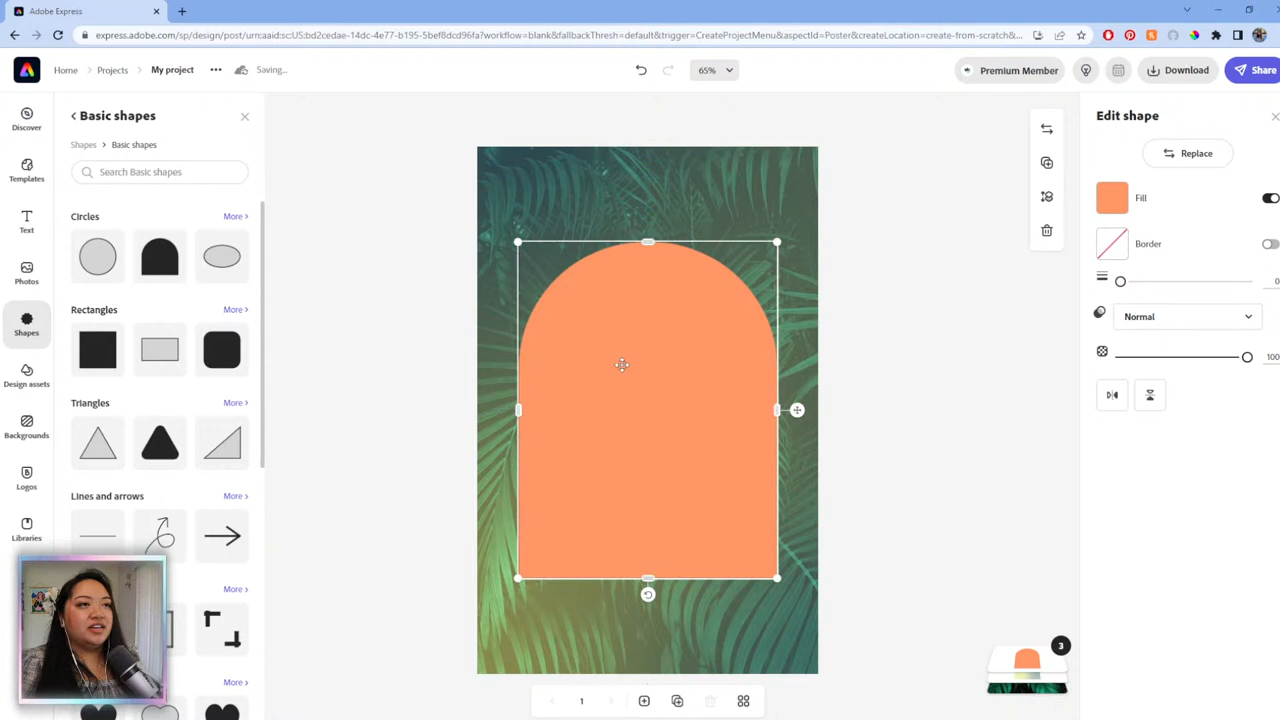 Adobe Express
express.adobe.com/sp/design/post/urn:aaid:sc:US:bd2cedae-14dc-4e77-b195-5bef8dcd96fa?workflow=blank&fallbackThresh=default&trigger=CreateProjectMenu&aspectId=Poster&createLocation=create-from-scratch&c...
Home
Projects
My project
Saving...
65%
Premium Member
Download
Share
Discover
Templates
Text
Photos
Shapes
Design assets
Backgrounds
Logos
Libraries
Basic shapes
Shapes > Basic shapes
Search Basic shapes
Circles More
Rectangles More
Triangles More
Lines and arrows More
More
More
Edit shape
Replace
Fill
Border
0
Normal
100
3
1